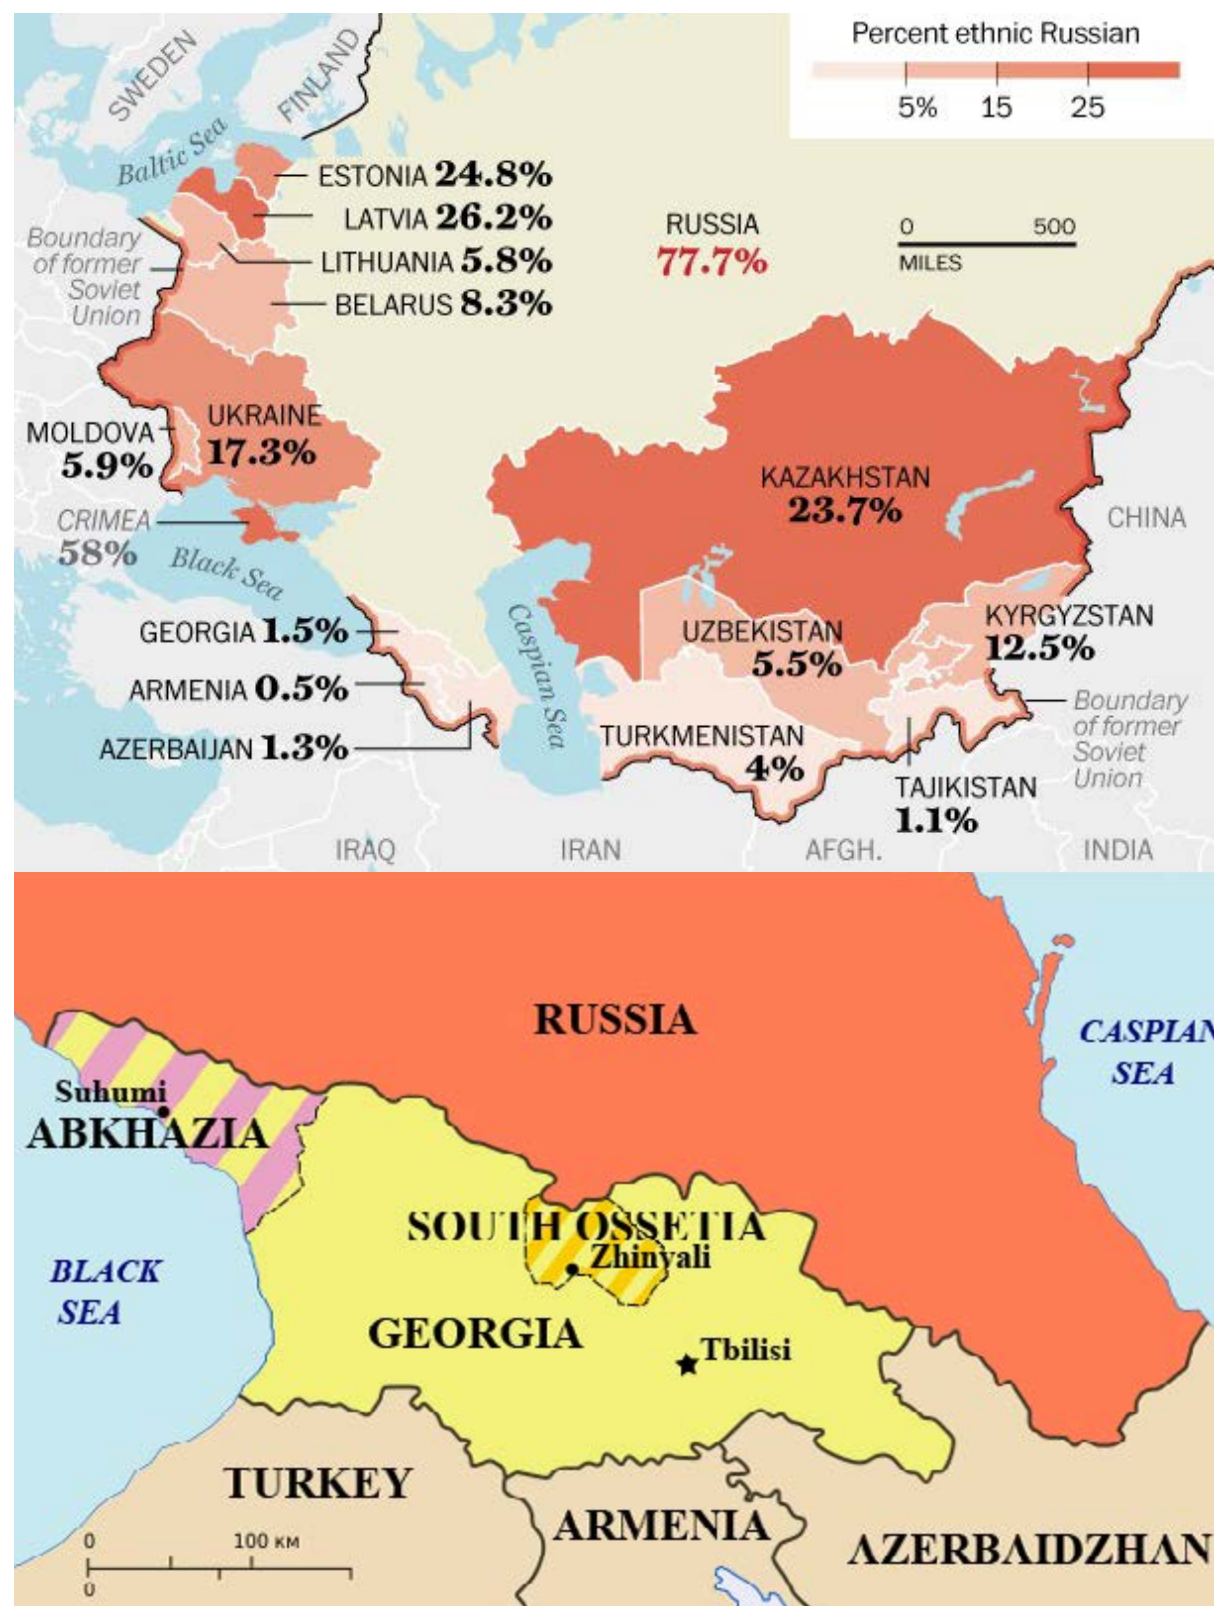 Percent ethnic Russian
5% 15 25
SWEDEN
FINLAND
Baltic Sea
ESTONIA 24.8%
LATVIA 26.2%
LITHUANIA 5.8%
BELARUS 8.3%
Boundary
of former
Soviet
Union
RUSSIA
77.7%
0 500
MILES
MOLDOVA
5.9%
UKRAINE
17.3%
CRIMEA
58%
Black Sea
KAZAKHSTAN
23.7%
CHINA
GEORGIA 1.5%
ARMENIA 0.5%
AZERBAIJAN 1.3%
Caspian Sea
UZBEKISTAN
5.5%
KYRGYZSTAN
12.5%
TURKMENISTAN
4%
TAJIKISTAN
1.1%
Boundary
of former
Soviet
Union
IRAQ
IRAN
AFGH.
INDIA
RUSSIA
CASPIAN
SEA
Suhumi
ABKHAZIA
SOUTH OSSETIA
Zhinvali
BLACK
SEA
GEORGIA
Tbilisi
TURKEY
ARMENIA
AZERBAIDZHAN
0 100 км
0